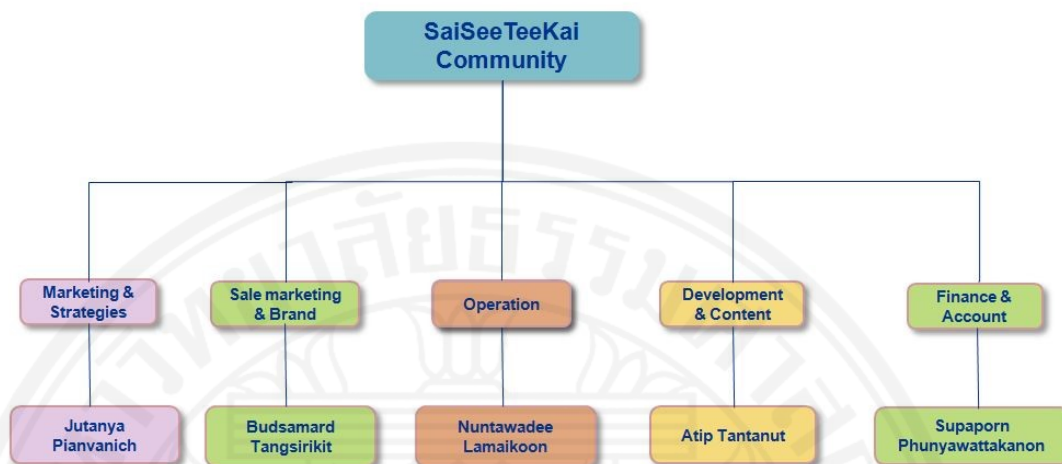 SaiSeeTeeKai
Community
Marketing &
Strategies
Sale marketing
& Brand
Operation
Development
& Content
Finance &
Account
Jutanya
Pianvanich
Budsamard
Tangsirikit
Nuntawadee
Lamaikoon
Atip Tantanut
Supaporn
Phunyawattakanon